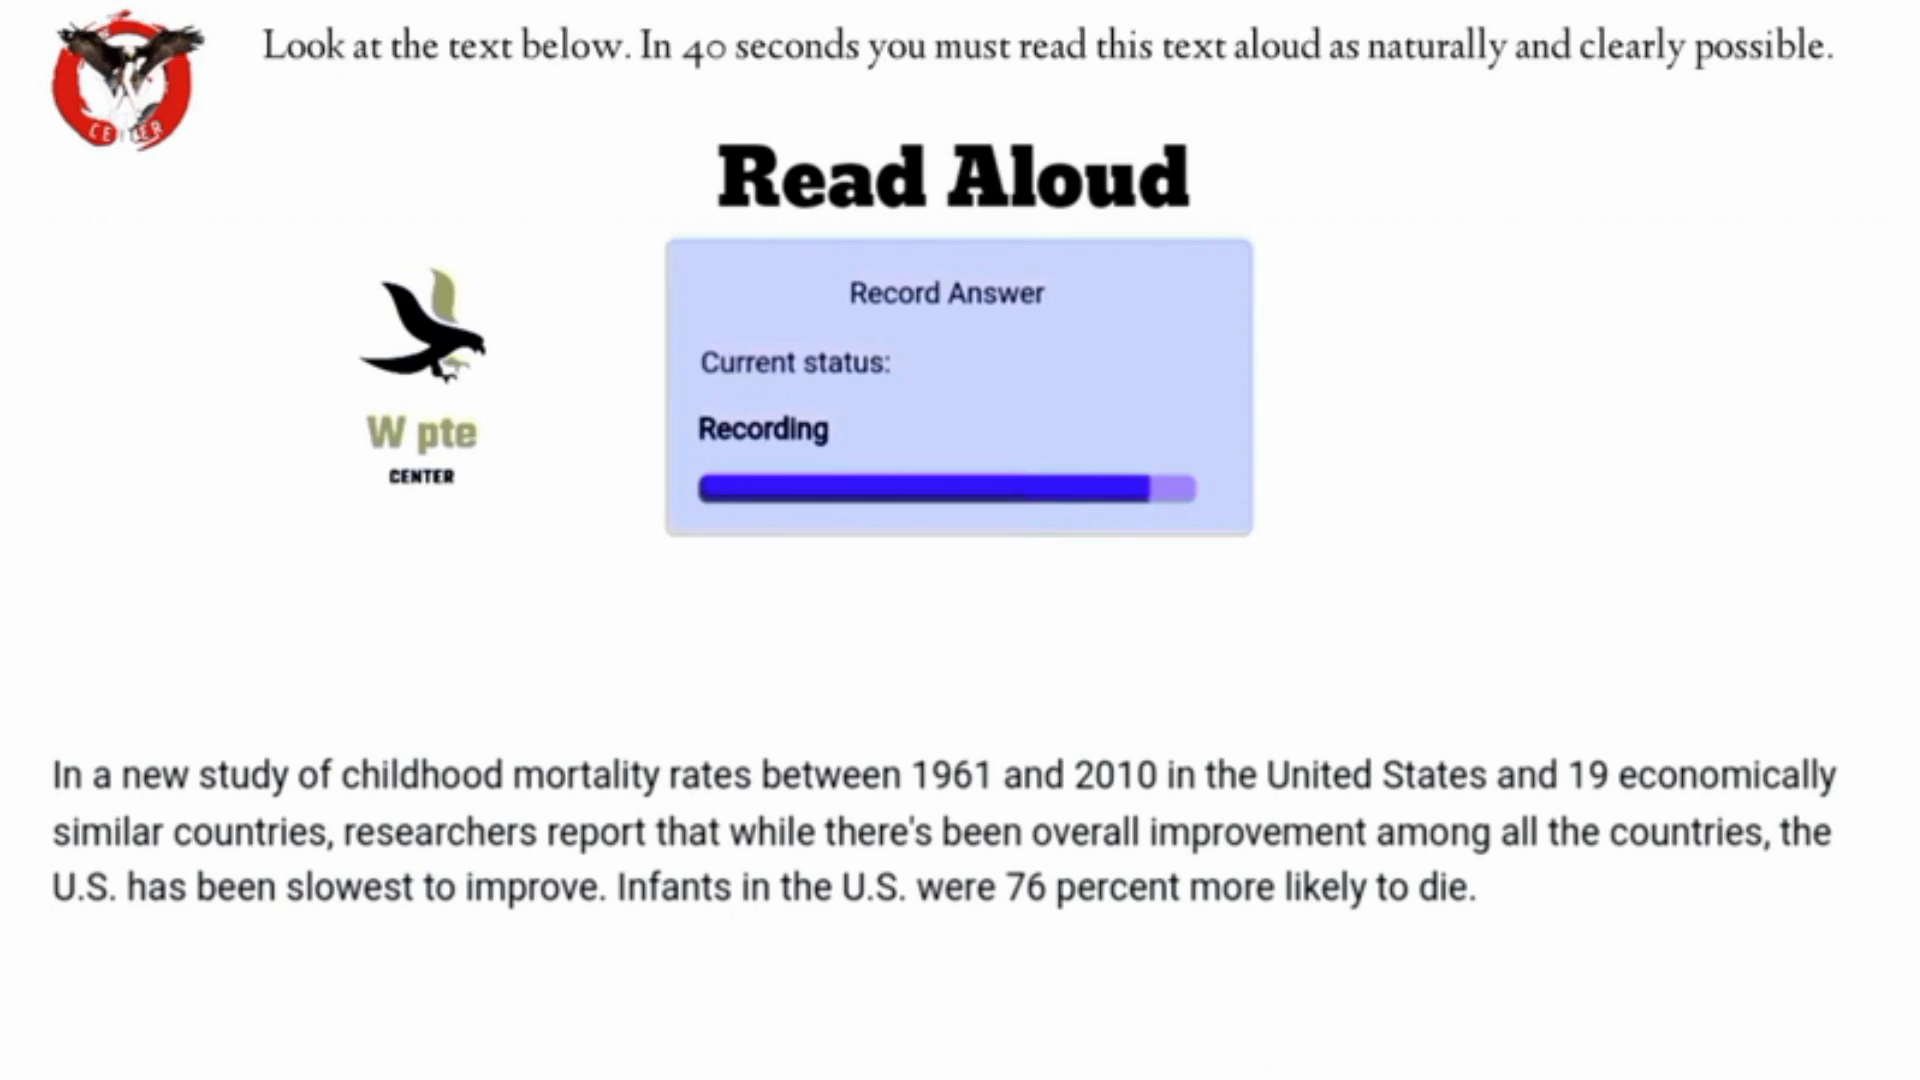 Look at the text below. In 40 seconds you must read this text aloud as naturally and clearly possible.
CENTER
Read Aloud
Record Answer
Current status:
Recording
W pte
CENTER
In a new study of childhood mortality rates between 1961 and 2010 in the United States and 19 economically
similar countries, researchers report that while there's been overall improvement among all the countries, the
U.S. has been slowest to improve. Infants in the U.S. were 76 percent more likely to die.